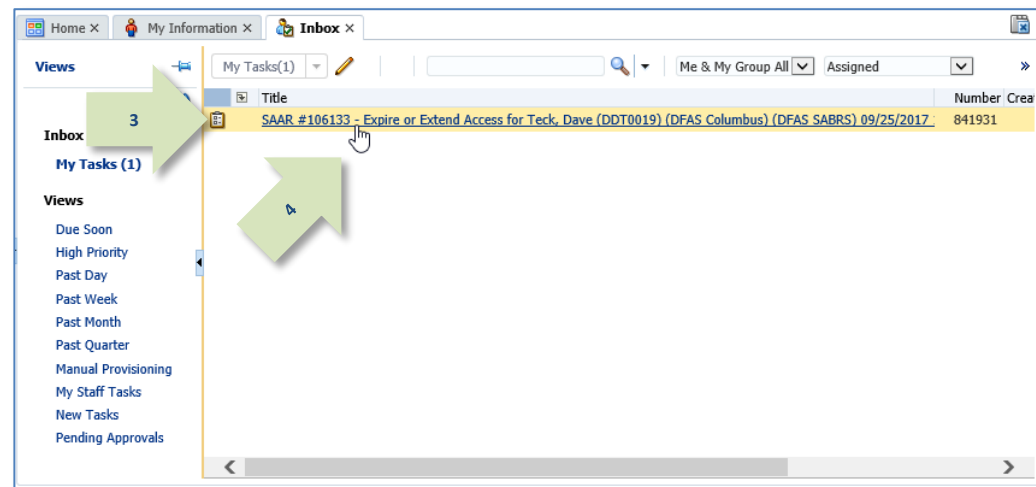 Home × My Information × Inbox ×
Views My Tasks(1) Me & My Group All Assigned »
Title Number Crea
3
SAAR #106133 - Expire or Extend Access for Teck, Dave (DDT0019) (DFAS Columbus) (DFAS SABRS) 09/25/2017 841931
Inbox
My Tasks (1)
4
Views
Due Soon
High Priority
Past Day
Past Week
Past Month
Past Quarter
Manual Provisioning
My Staff Tasks
New Tasks
Pending Approvals